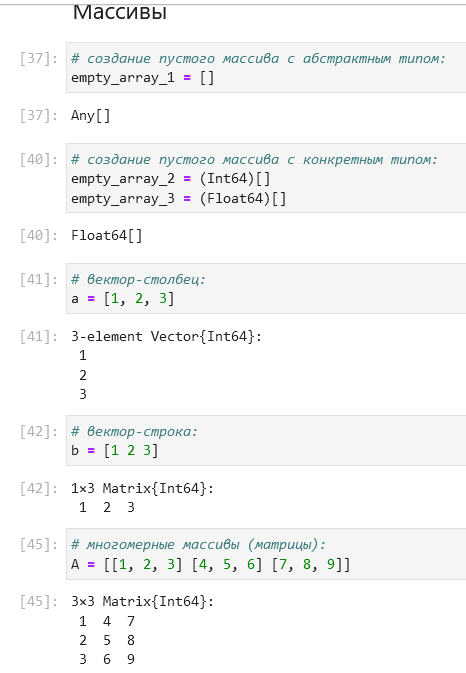 Массивы
[37]: # создание пустого массива с абстрактным типом:
empty_array_1 = []
[37]: Any[]
[40]: # создание пустого массива с конкретным типом:
empty_array_2 = (Int64)[]
empty_array_3 = (Float64)[]
[40]: Float64[]
[41]: # вектор-столбец:
a = [1, 2, 3]
[41]: 3-element Vector{Int64}:
1
2
3
[42]: # вектор-строка:
b = [1 2 3]
[42]: 1×3 Matrix{Int64}:
1 2 3
[45]: # многомерные массивы (матрицы):
A = [[1, 2, 3] [4, 5, 6] [7, 8, 9]]
[45]: 3×3 Matrix{Int64}:
1 4 7
2 5 8
3 6 9